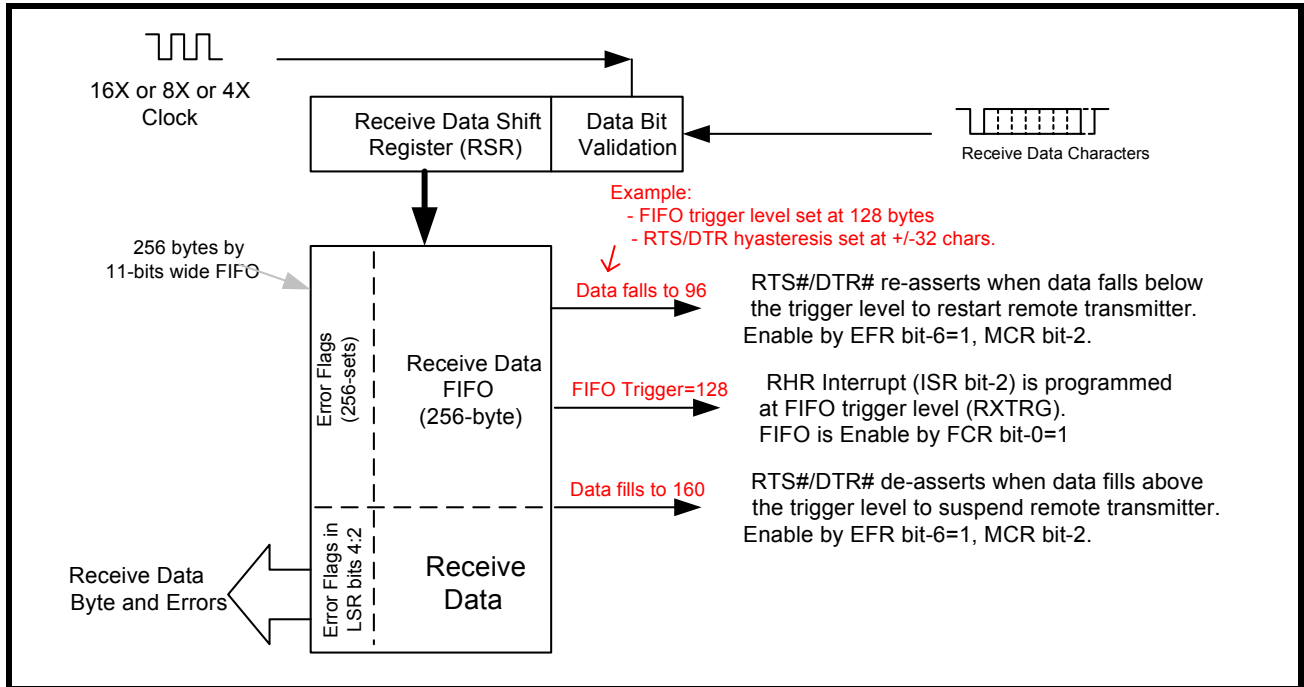 16X or 8X or 4X
Clock
Receive Data Shift
Register (RSR)
Data Bit
Validation
Receive Data Characters
Example:
- FIFO trigger level set at 128 bytes
- RTS/DTR hyasteresis set at +/-32 chars.
256 bytes by
11-bits wide FIFO
Error Flags
(256-sets)
Receive Data
FIFO
(256-byte)
Data falls to 96
RTS#/DTR# re-asserts when data falls below
the trigger level to restart remote transmitter.
Enable by EFR bit-6=1, MCR bit-2.
FIFO Trigger=128
RHR Interrupt (ISR bit-2) is programmed
at FIFO trigger level (RXTRG).
FIFO is Enable by FCR bit-0=1
Data fills to 160
RTS#/DTR# de-asserts when data fills above
the trigger level to suspend remote transmitter.
Enable by EFR bit-6=1, MCR bit-2.
Receive Data
Byte and Errors
Error Flags in
LSR bits 4:2
Receive
Data